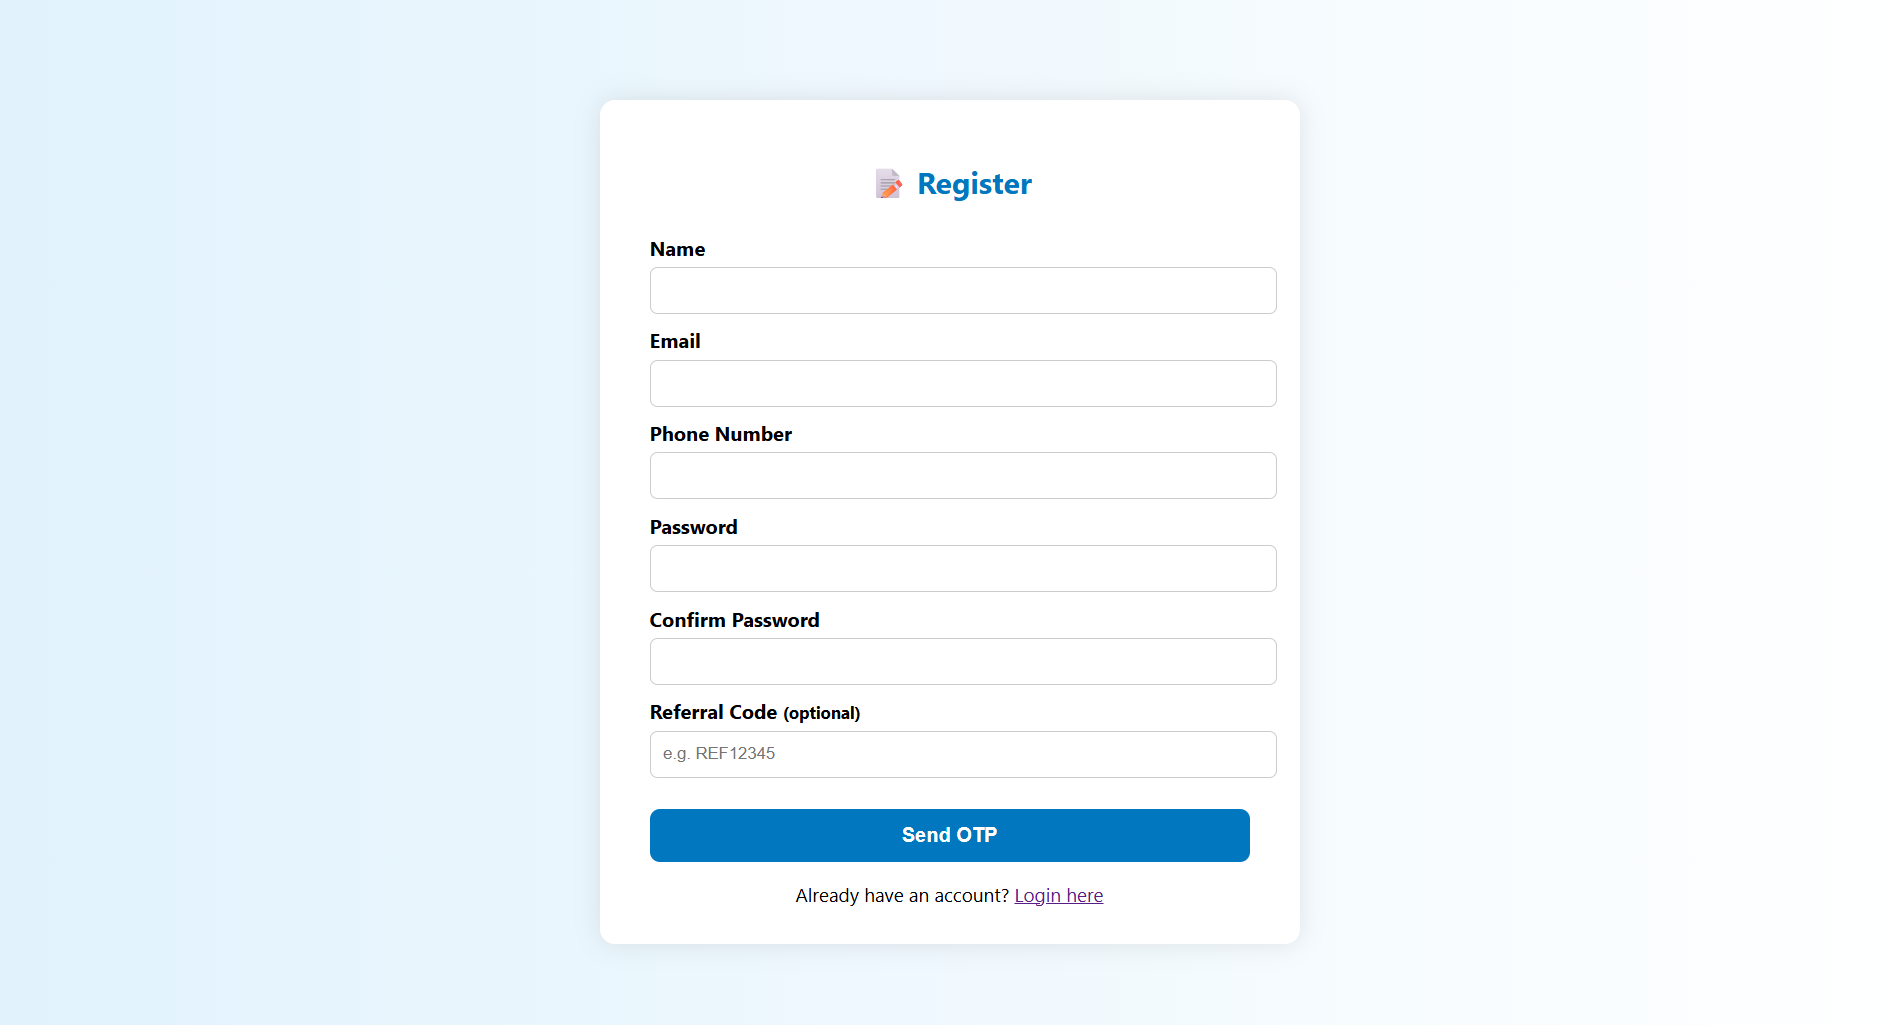 Register
Name
Email
Phone Number
Password
Confirm Password
Referral Code (optional)
e.g. REF12345
Send OTP
Already have an account? Login here